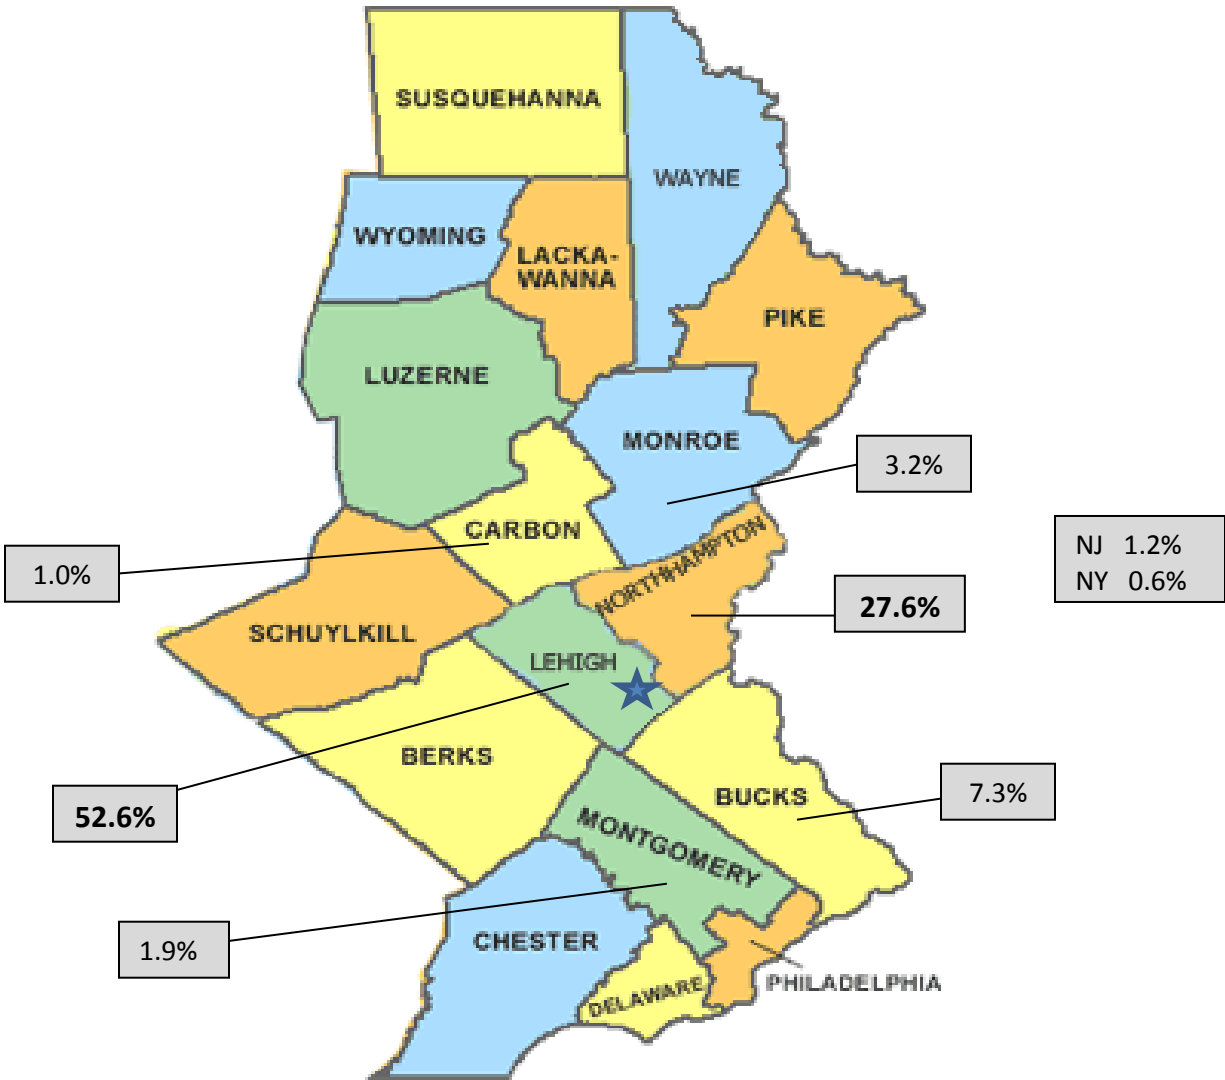 SUSQUEHANNA
WAYNE
WYOMING
LACKA-
WANNA
PIKE
LUZERNE
MONROE
3.2%
NJ 1.2%
NY 0.6%
CARBON
NORTHHAMPTON
1.0%
27.6%
SCHUYLKILL
LEHIGH
BERKS
BUCKS
7.3%
52.6%
MONTGOMERY
1.9%
CHESTER
DELAWARE
PHILADELPHIA